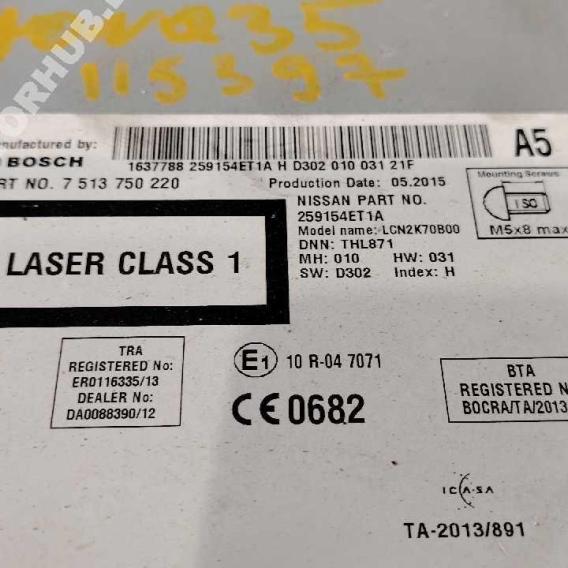 115397
Manufactured by:
BOSCH
1637788 259154ET1A H D302 010 031 21F
A5
PART NO. 7 513 750 220
Production Date: 05.2015
Mounting Screws
ISO
M5x8 max
NISSAN PART NO.
259154ET1A
Model name: LCN2K70B00
DNN: THL871
MH: 010 HW: 031
SW: D302 Index: H
LASER CLASS 1
TRA
REGISTERED No:
ER0116335/13
DEALER No:
DA0088390/12
E1 10 R-04 7071
CE 0682
BTA
REGISTERED N
BOCRA/TA/2013
ICASA
TA-2013/891